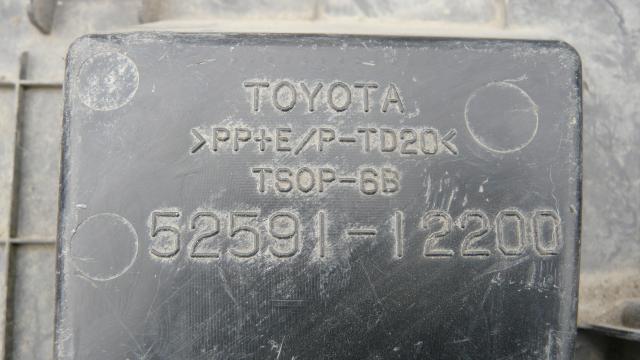 TOYOTA
>PP+E/P-TD20<
TSOP-6B
52591-12200